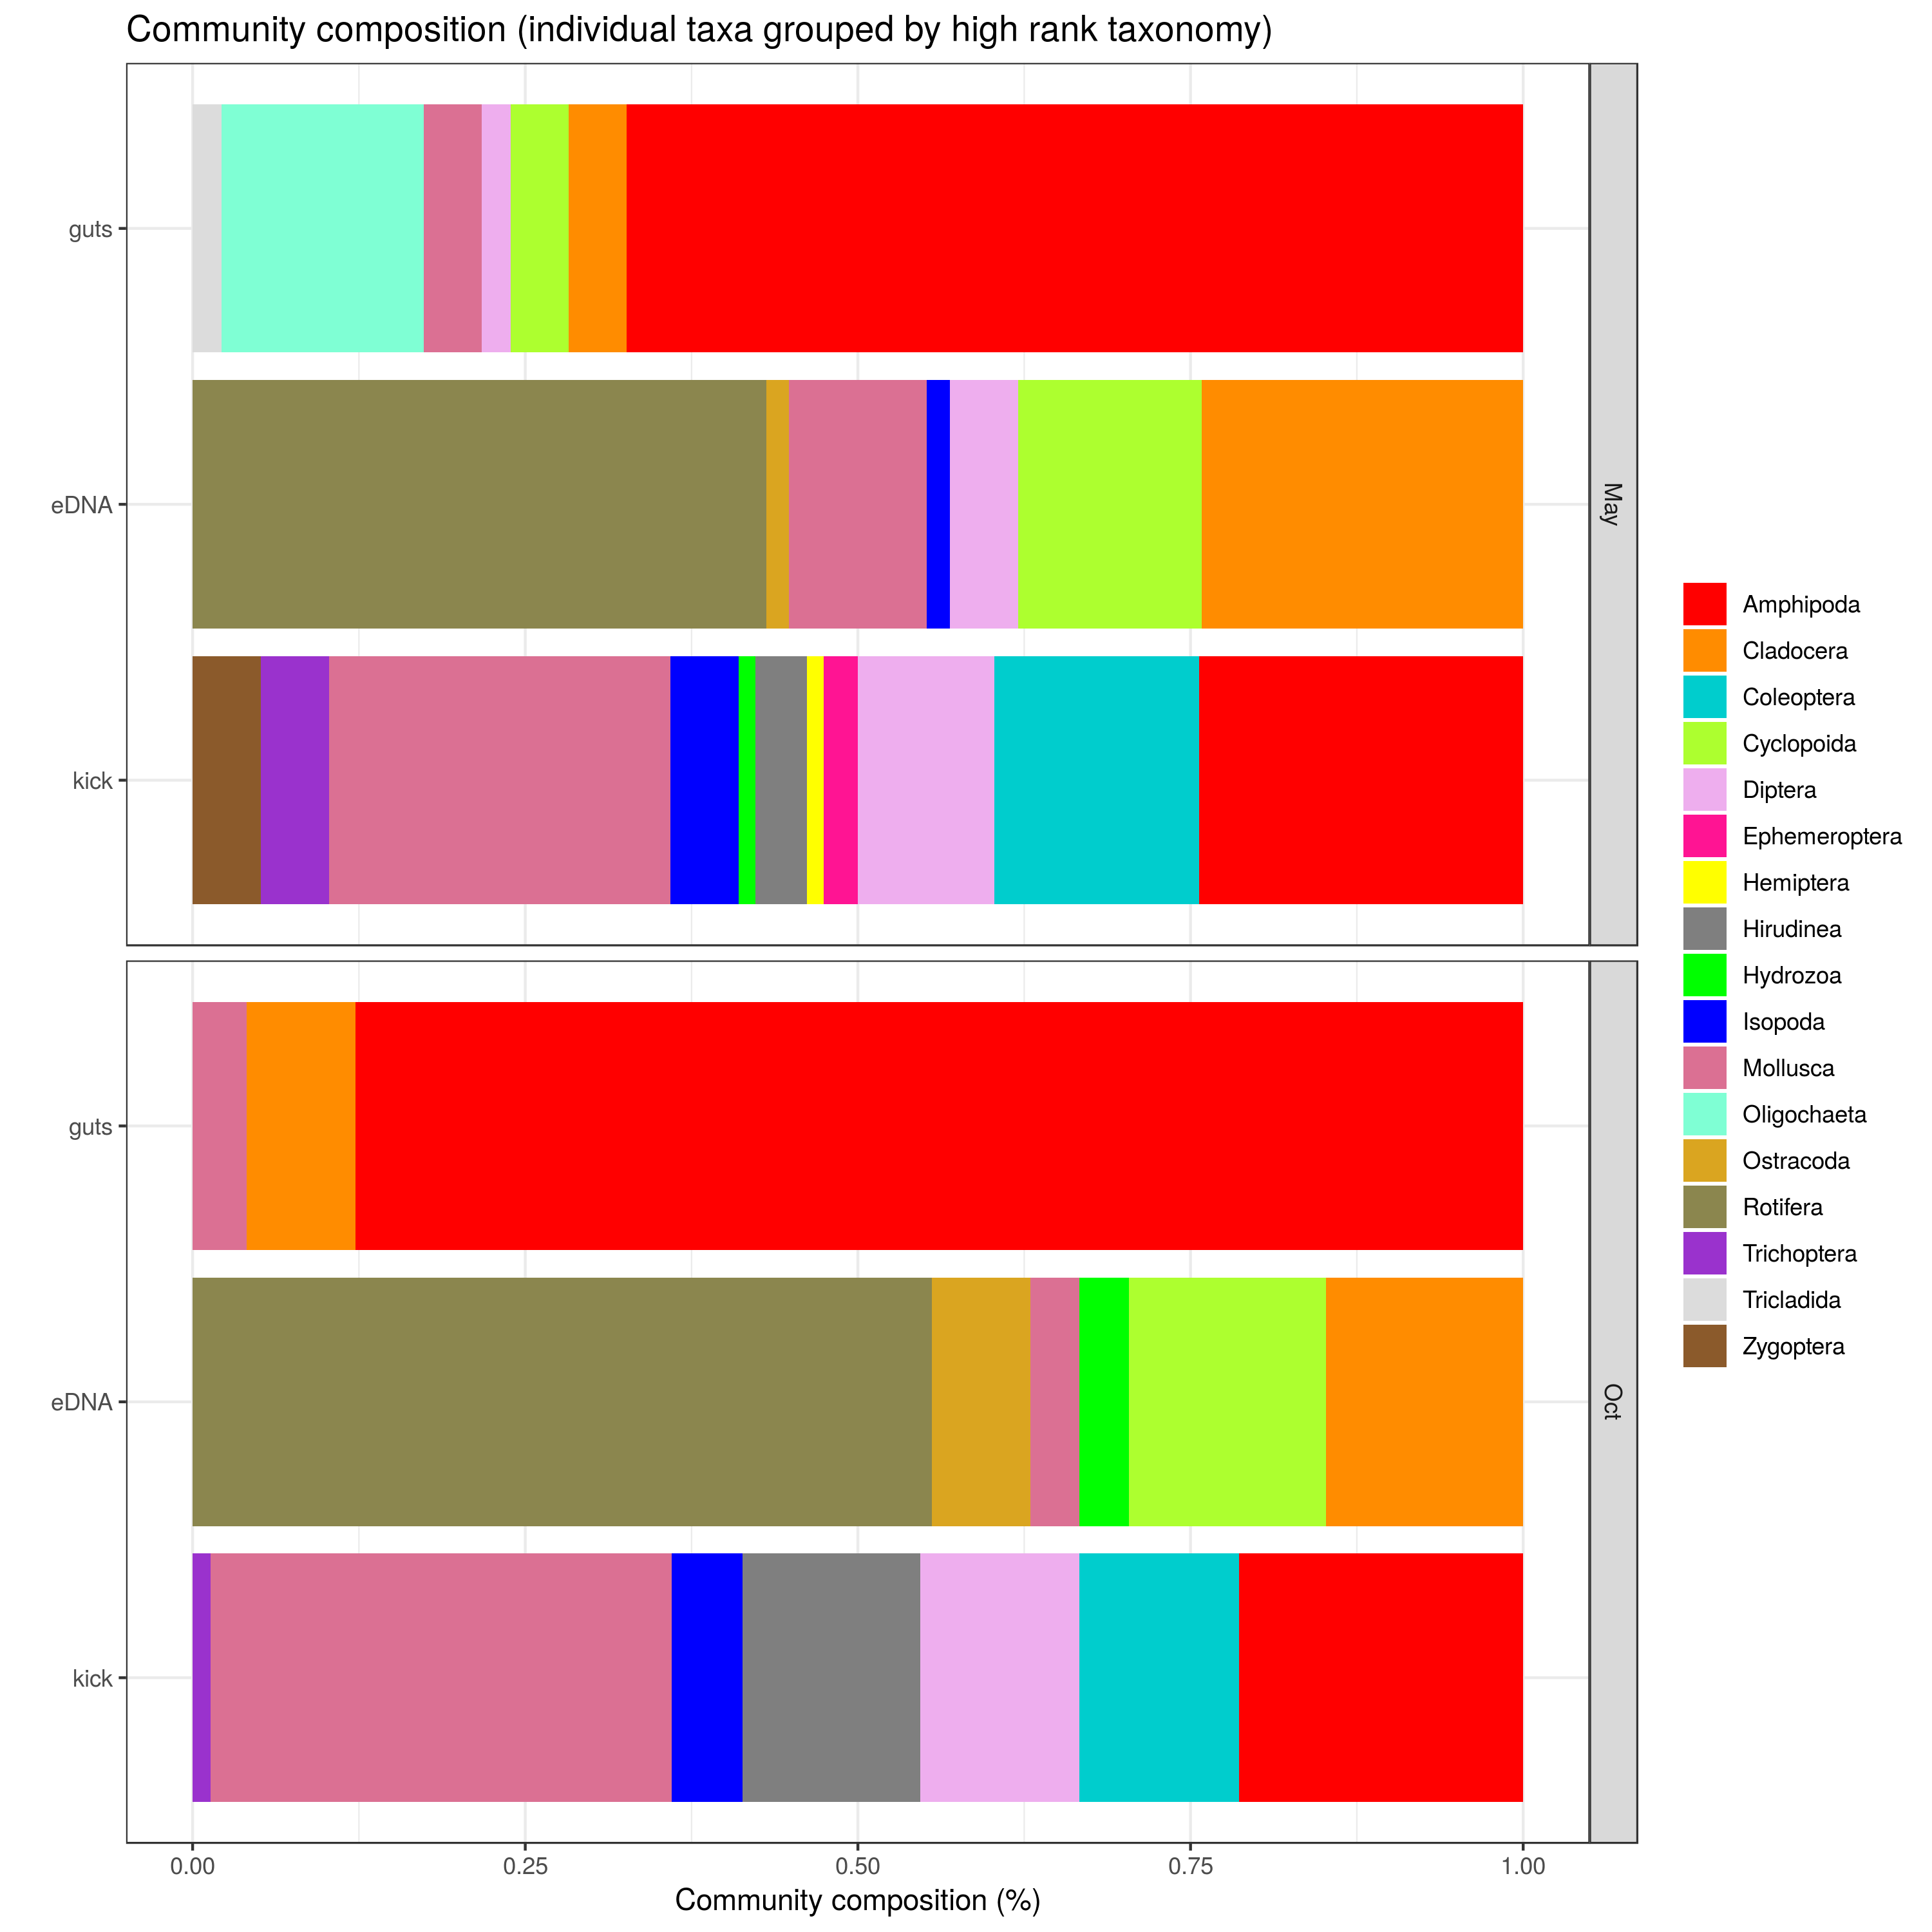 Community composition (individual taxa grouped by high rank taxonomy)
guts
eDNA
kick
May
guts
eDNA
kick
Oct
0.00
0.25
0.50
0.75
1.00
Community composition (%)
Amphipoda
Cladocera
Coleoptera
Cyclopoida
Diptera
Ephemeroptera
Hemiptera
Hirudinea
Hydrozoa
Isopoda
Mollusca
Oligochaeta
Ostracoda
Rotifera
Trichoptera
Tricladida
Zygoptera